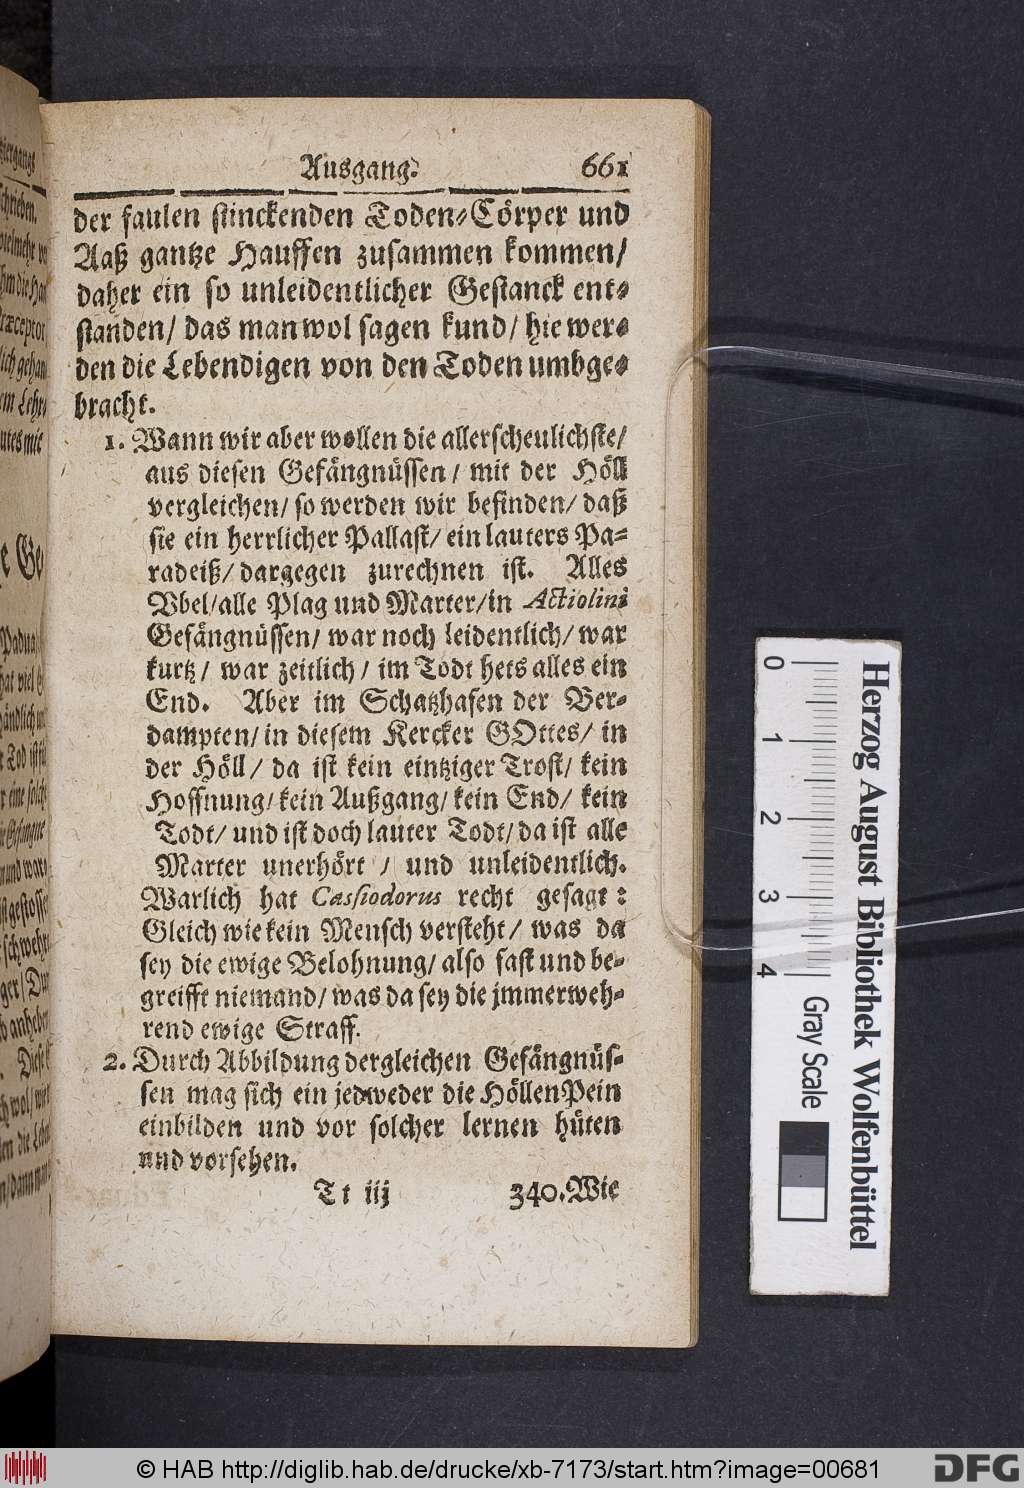 Ausgang. 661
der faulen stinckenden Toden-Cörper und
Aaß gantze Hauffen zusammen kommen/
daher ein so unleidentlicher Gestanck ent-
standen/ das man wol sagen kund/ hie wer-
den die Lebendigen von den Toden umbge-
bracht.
1. Wann wir aber wollen die allerscheulichste/
aus diesen Gefängnüssen/ mit der Höll
vergleichen/ so werden wir befinden/ daß
sie ein herrlicher Pallast/ ein lauters Pa-
radeiß/ dargegen zurechnen ist. Alles
Vbel/alle Plag und Marter/in Actiolini
Gefängnüssen/ war noch leidentlich/ war
kurtz/ war zeitlich/ im Todt hets alles ein
End. Aber im Schatzhafen der Ver-
dampten/ in diesem Kercker GOttes/ in
der Höll/ da ist kein eintziger Trost/ kein
Hoffnung/ kein Außgang/ kein End/ kein
Todt/ und ist doch lauter Todt/ da ist alle
Marter unerhört / und unleidentlich.
Warlich hat Cassiodorus recht gesagt:
Gleich wie kein Mensch versteht/ was da
sey die ewige Belohnung/ also fast und be-
greifft niemand/ was da sey die jmmerweh-
rend ewige Straff.
2. Durch Abbildung dergleichen Gefängnüs-
sen mag sich ein jedweder die HöllenPein
einbilden und vor solcher lernen hüten
und vorsehen.
Tt iij 340. Wie
Herzog August Bibliothek Wolfenbüttel
0 1 2 3 4 Gray Scale
© HAB http://diglib.hab.de/drucke/xb-7173/start.htm?image=00681
DFG